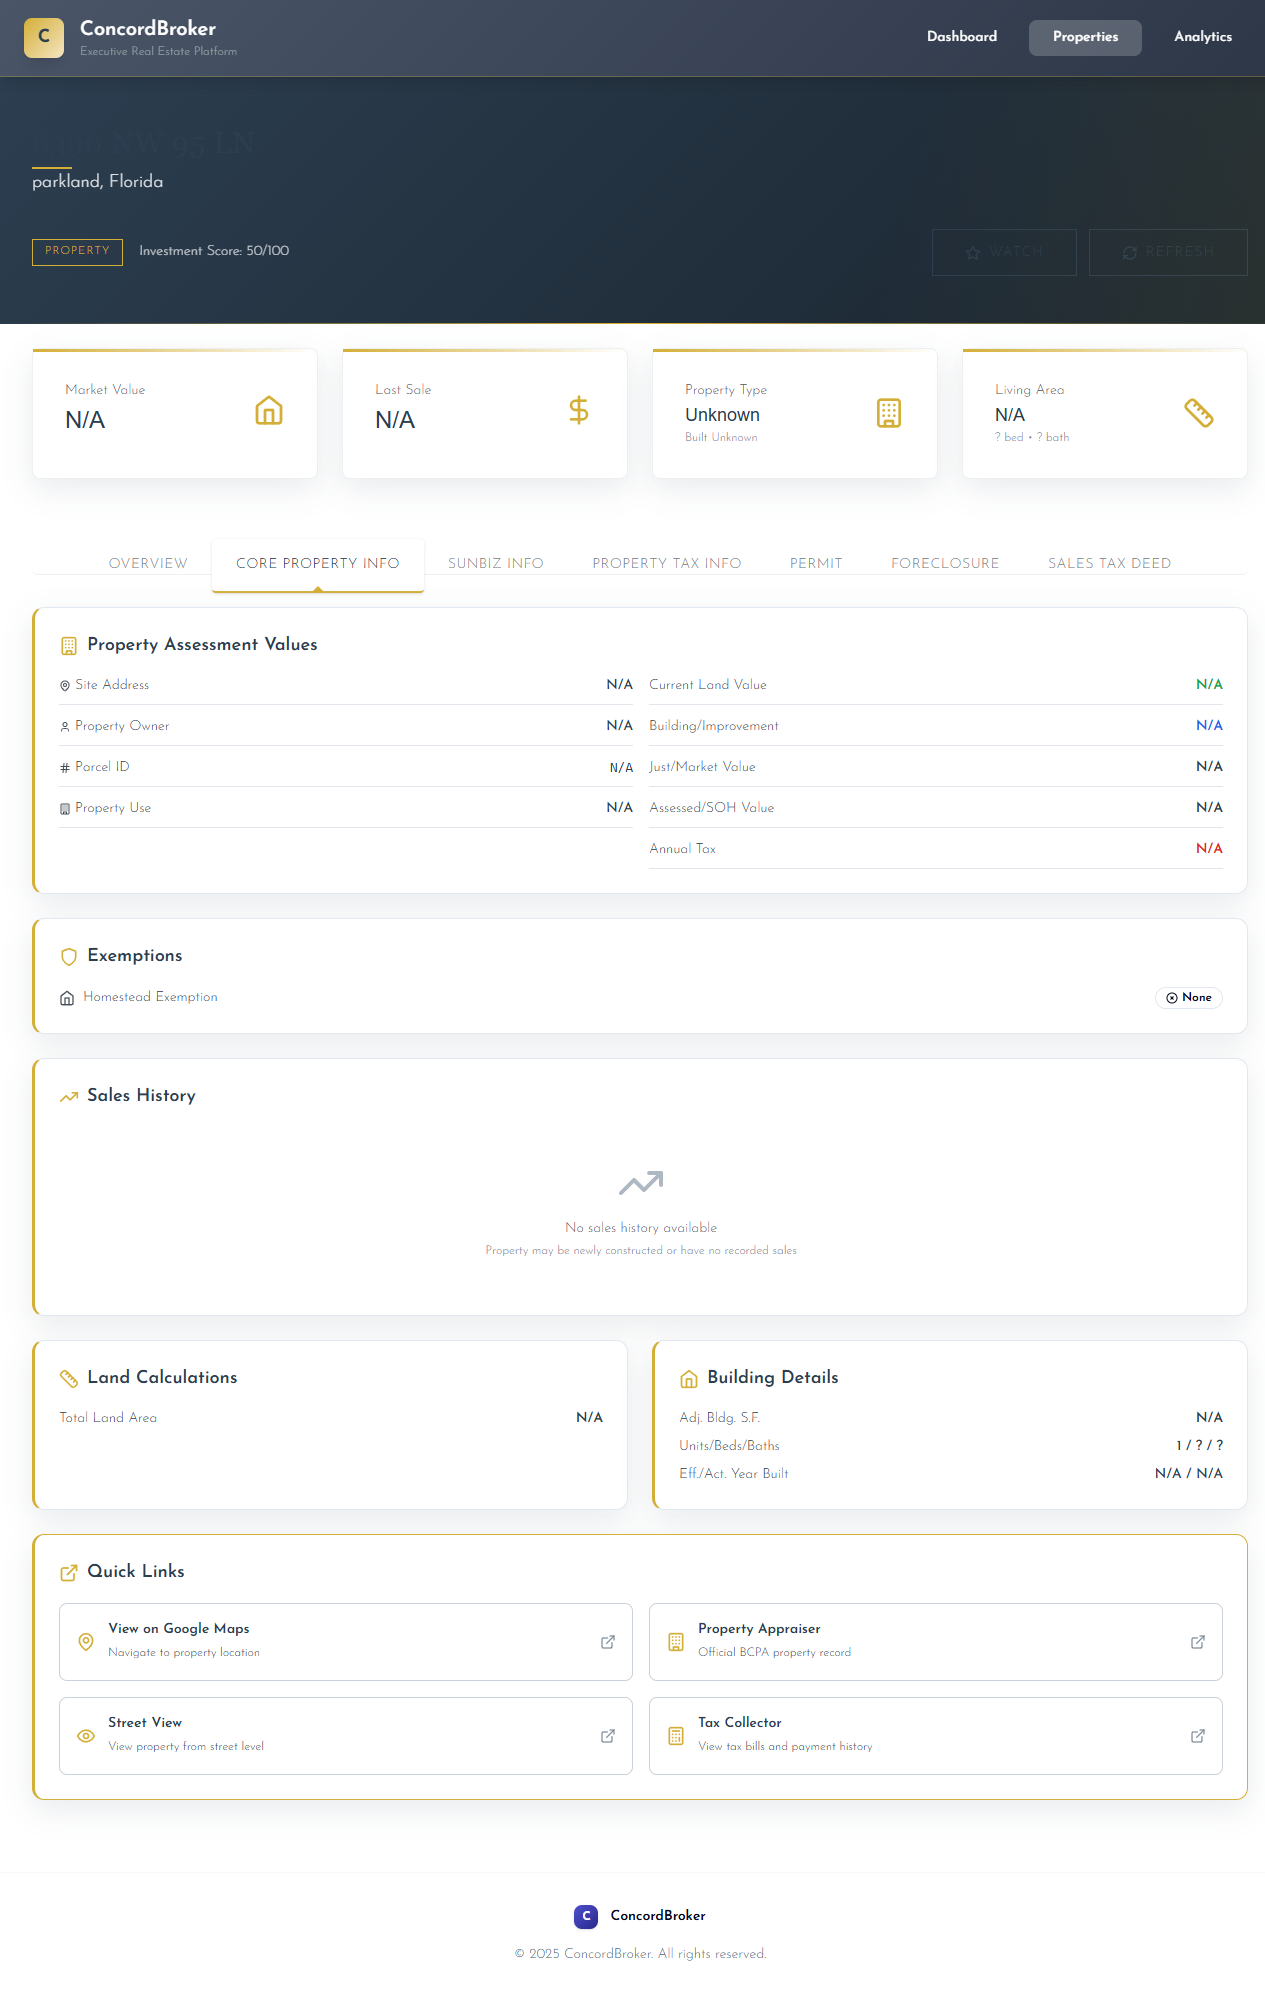 C
ConcordBroker
Executive Real Estate Platform
Dashboard
Properties
Analytics
NW 95 LN
parkland, Florida
PROPERTY
Investment Score: 50/100
WATCH
REFRESH
Market Value
N/A
Last Sale
N/A
Property Type
Unknown
Built Unknown
Living Area
N/A
? bed • ? bath
OVERVIEW
CORE PROPERTY INFO
SUNBIZ INFO
PROPERTY TAX INFO
PERMIT
FORECLOSURE
SALES TAX DEED
Property Assessment Values
Site Address N/A
Property Owner N/A
Parcel ID N/A
Property Use N/A
Current Land Value N/A
Building/Improvement N/A
Just/Market Value N/A
Assessed/SOH Value N/A
Annual Tax N/A
Exemptions
Homestead Exemption None
Sales History
No sales history available
Property may be newly constructed or have no recorded sales
Land Calculations
Total Land Area N/A
Building Details
Adj. Bldg. S.F. N/A
Units/Beds/Baths 1 / ? / ?
Eff./Act. Year Built N/A / N/A
Quick Links
View on Google Maps
Navigate to property location
Property Appraiser
Official BCPA property record
Street View
View property from street level
Tax Collector
View tax bills and payment history
C ConcordBroker
© 2025 ConcordBroker. All rights reserved.